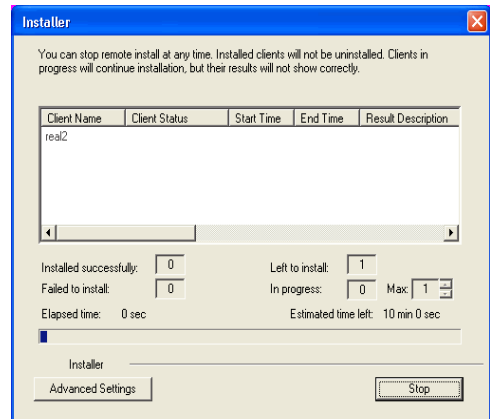 Installer
You can stop remote install at any time. Installed clients will not be uninstalled. Clients in
progress will continue installation, but their results will not show correctly.
Client Name Client Status Start Time End Time Result Description
real2
Installed successfully: 0 Left to install: 1
Failed to install: 0 In progress: 0 Max: 1
Elapsed time: 0 sec Estimated time left: 10 min 0 sec
Installer
Advanced Settings Stop